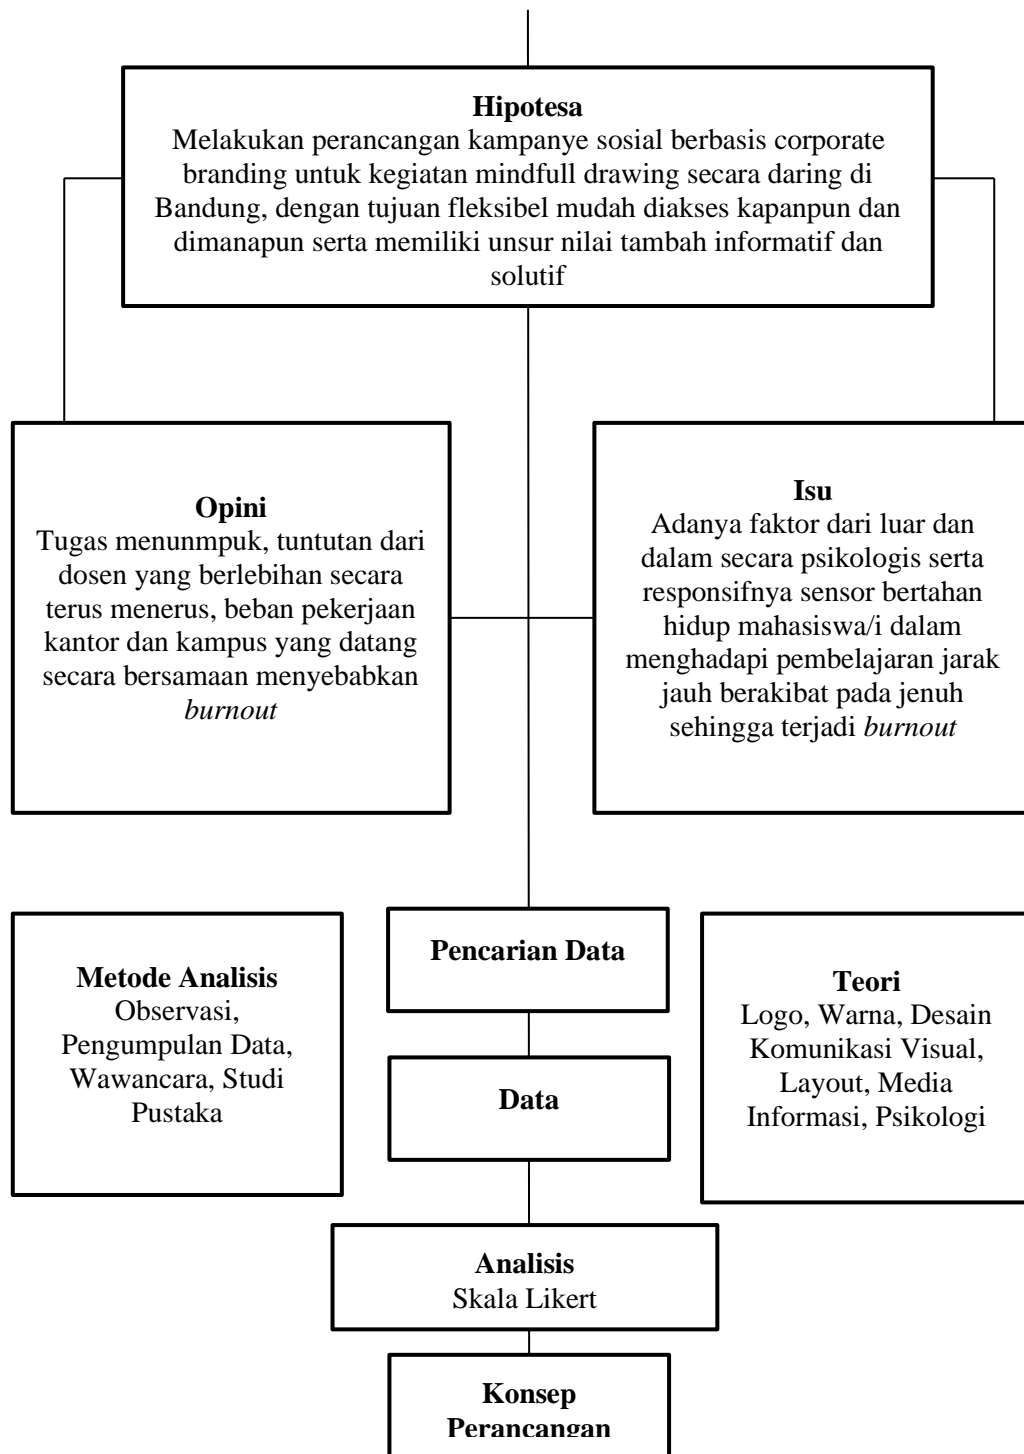 Hipotesa
Melakukan perancangan kampanye sosial berbasis corporate
branding untuk kegiatan mindfull drawing secara daring di
Bandung, dengan tujuan fleksibel mudah diakses kapanpun dan
dimanapun serta memiliki unsur nilai tambah informatif dan
solutif
Opini
Tugas menunmpuk, tuntutan dari
dosen yang berlebihan secara
terus menerus, beban pekerjaan
kantor dan kampus yang datang
secara bersamaan menyebabkan
burnout
Isu
Adanya faktor dari luar dan
dalam secara psikologis serta
responsifnya sensor bertahan
hidup mahasiswa/i dalam
menghadapi pembelajaran jarak
jauh berakibat pada jenuh
sehingga terjadi burnout
Metode Analisis
Observasi,
Pengumpulan Data,
Wawancara, Studi
Pustaka
Pencarian Data
Data
Teori
Logo, Warna, Desain
Komunikasi Visual,
Layout, Media
Informasi, Psikologi
Analisis
Skala Likert
Konsep
Perancangan